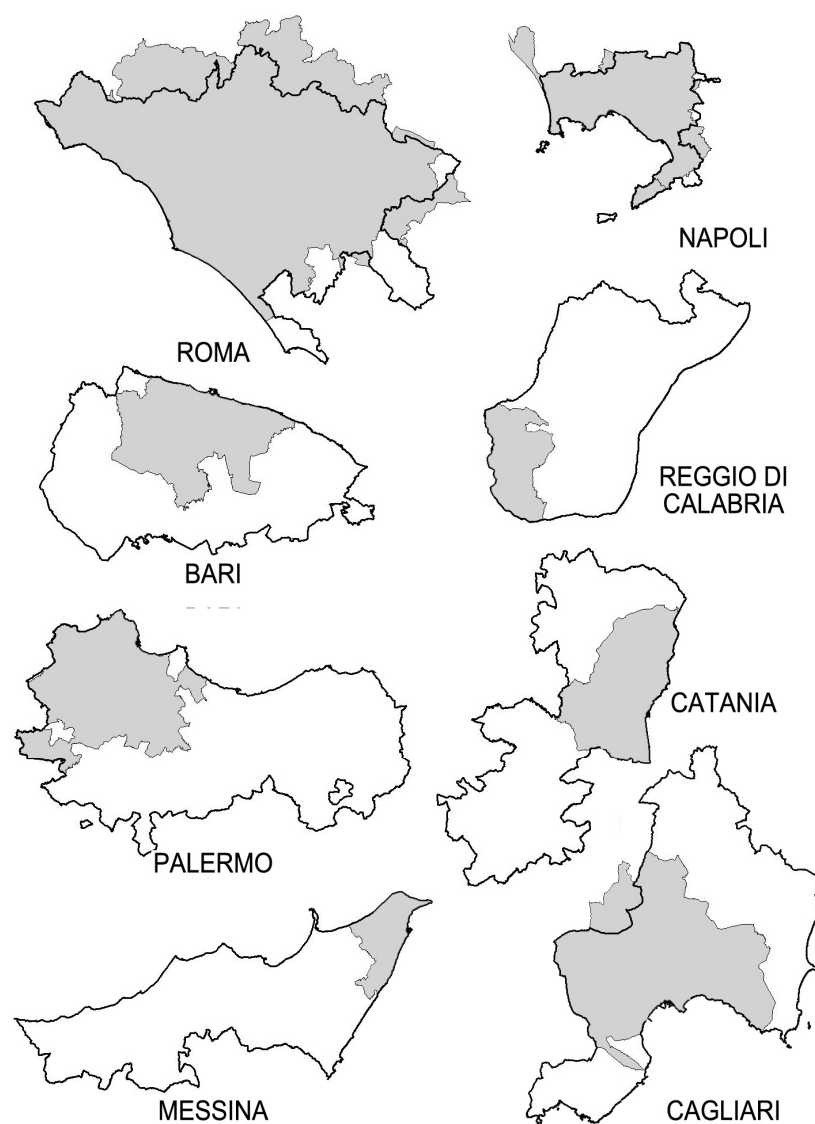 NAPOLI
ROMA
REGGIO DI
CALABRIA
BARI
CATANIA
PALERMO
MESSINA
CAGLIARI